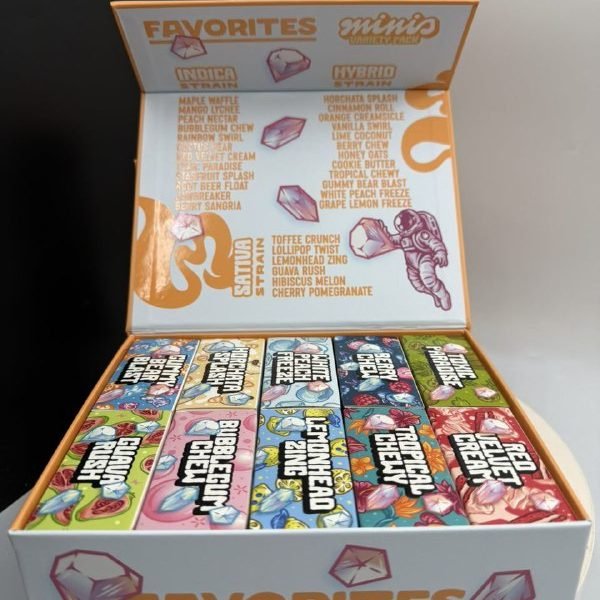 FAVORITES
minis
VARIETY PACK
INDICA
STRAIN
MAPLE WAFFLE
MANGO LYCHEE
PEACH NECTAR
BUBBLEGUM CHEW
RAINBOW SWIRL
VELVET CREAM
PARADISE
SPLASH
BEER FLOAT
SANGRIA
HYBRID
STRAIN
HORCHATA SPLASH
CINNAMON ROLL
ORANGE CREAMSICLE
VANILLA SWIRL
LIME COCONUT
BERRY CHEW
HONEY OATS
COOKIE BUTTER
TROPICAL CHEWY
GUMMY BEAR BLAST
WHITE PEACH FREEZE
GRAPE LEMON FREEZE
SATIVA
STRAIN
TOFFEE CRUNCH
LOLLIPOP TWIST
LEMONHEAD ZING
GUAVA RUSH
HIBISCUS MELON
CHERRY POMEGRANATE
GUMMY
BEAR
BLAST
HORCHATA
SPLASH
WHITE
PEACH
FREEZE
BERRY
CHEW
PARADISE
GUAVA
RUSH
BUBBLEGUM
CHEW
LEMONHEAD
ZING
TROPICAL
CHEWY
RED
VELVET
CREAM
FAVORITES